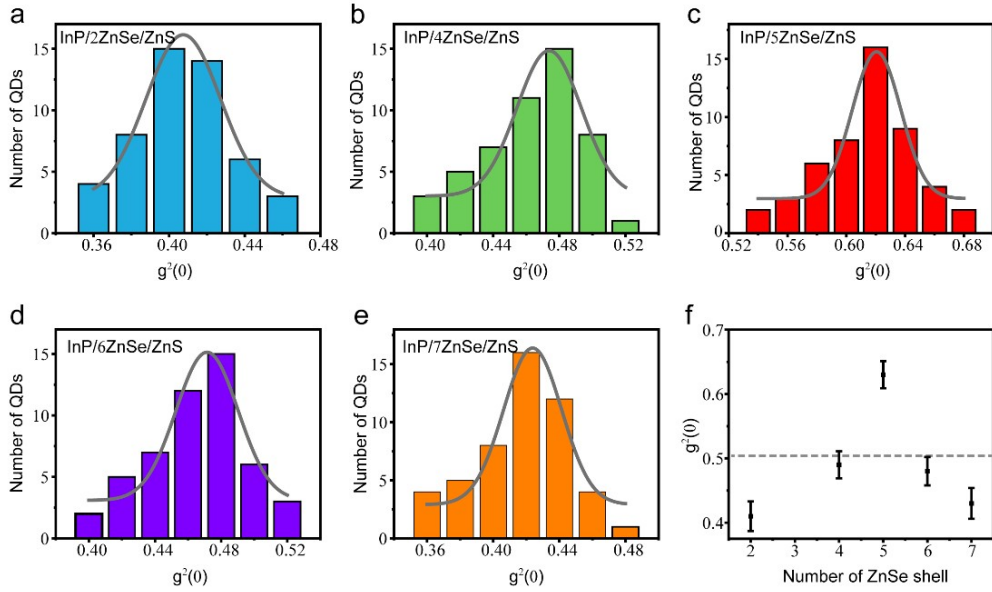 a
InP/2ZnSe/ZnS
15
10
5
0
Number of QDs
0.36 0.40 0.44 0.48
g²(0)
b
InP/4ZnSe/ZnS
15
10
5
0
Number of QDs
0.40 0.44 0.48 0.52
g²(0)
c
InP/5ZnSe/ZnS
15
10
5
0
Number of QDs
0.52 0.56 0.60 0.64 0.68
g²(0)
d
InP/6ZnSe/ZnS
15
10
5
0
Number of QDs
0.40 0.44 0.48 0.52
g²(0)
e
InP/7ZnSe/ZnS
15
10
5
0
Number of QDs
0.36 0.40 0.44 0.48
g²(0)
f
0.7
0.6
0.5
0.4
g²(0)
2 3 4 5 6 7
Number of ZnSe shell